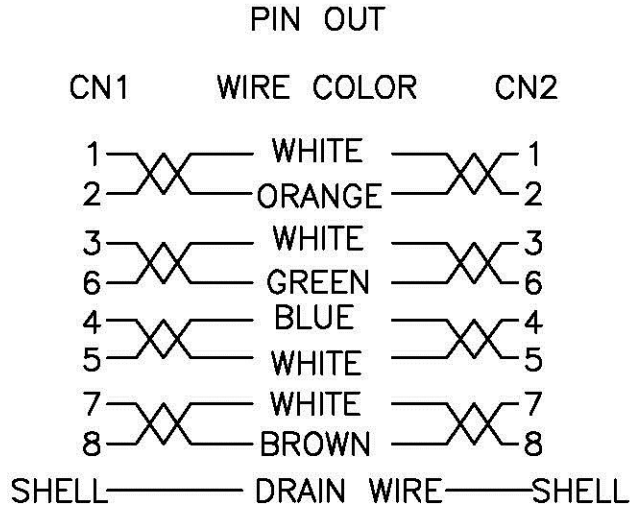 PIN OUT
CN1 WIRE COLOR CN2
1 WHITE 1
2 ORANGE 2
3 WHITE 3
6 GREEN 6
4 BLUE 4
5 WHITE 5
7 WHITE 7
8 BROWN 8
SHELL DRAIN WIRE SHELL